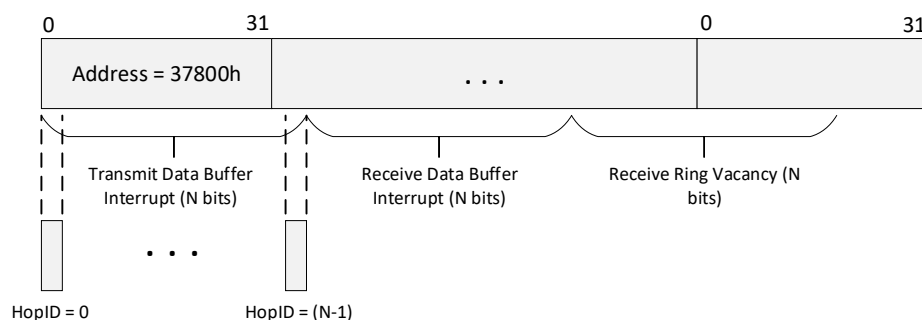 0 31 0 31
Address = 37800h . . .
Transmit Data Buffer
Interrupt (N bits)
Receive Data Buffer
Interrupt (N bits)
Receive Ring Vacancy (N
bits)
. . .
HopID = 0 HopID = (N-1)